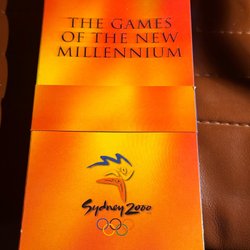 THE GAMES
OF THE NEW
MILLENNIUM
Sydney 2000